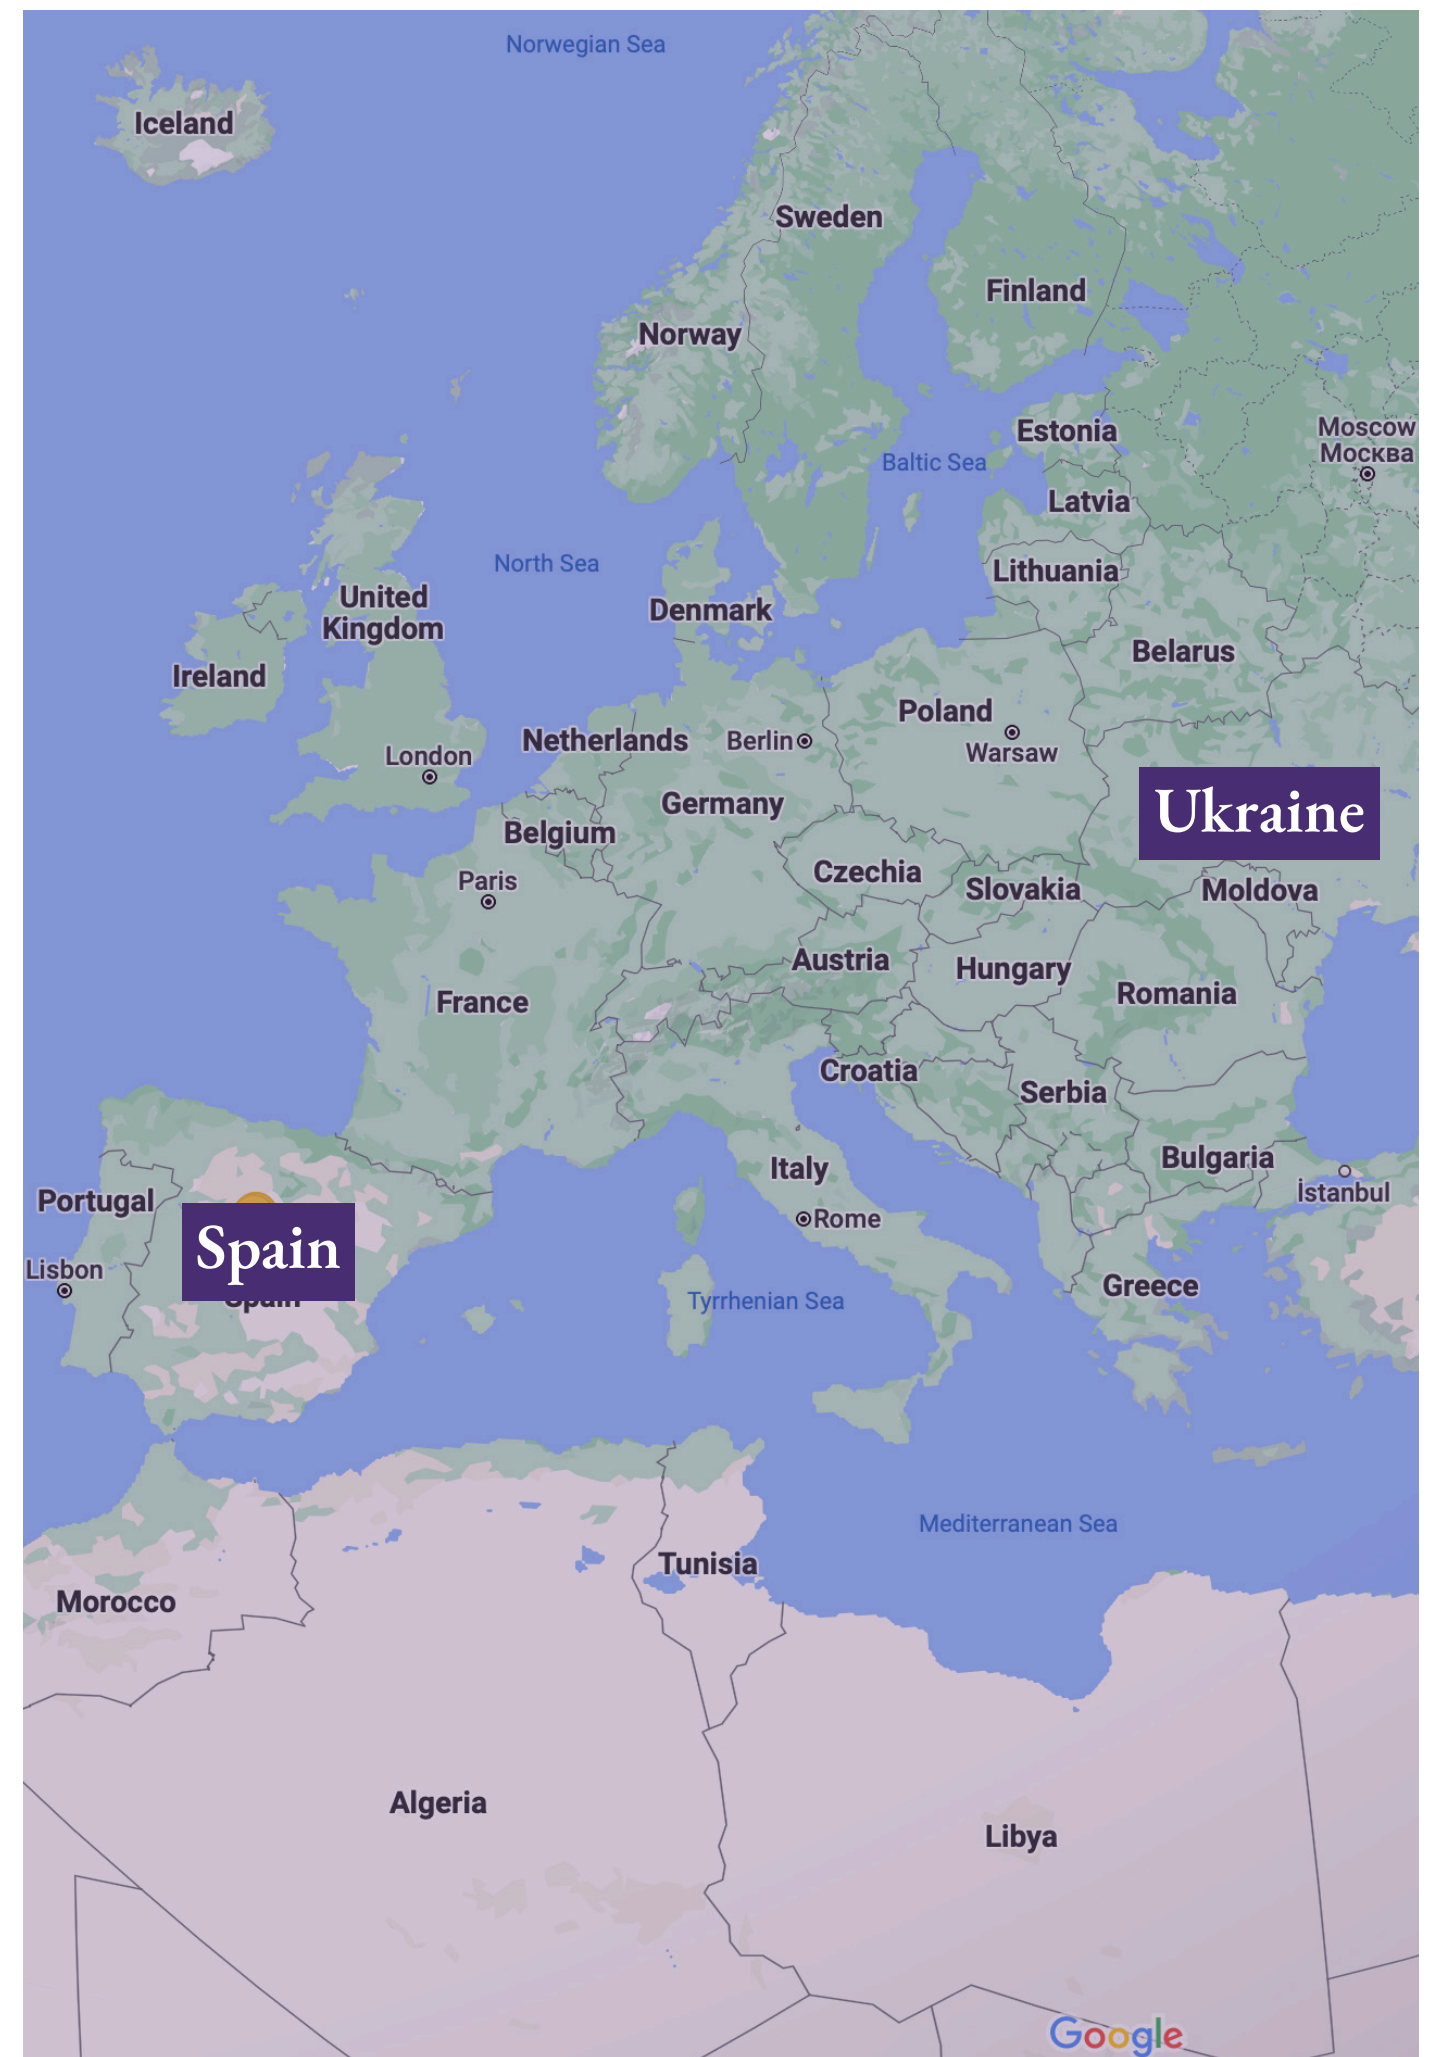 Norwegian Sea
Iceland
Sweden
Finland
Norway
Moscow
Москва
Estonia
Baltic Sea
Latvia
North Sea
Lithuania
United
Kingdom
Denmark
Belarus
Ireland
Poland
Netherlands
Berlin
Warsaw
London
Germany
Ukraine
Belgium
Czechia
Paris
Slovakia
Moldova
Austria
Hungary
France
Romania
Croatia
Serbia
Bulgaria
Italy
İstanbul
Portugal
Rome
Spain
Lisbon
Greece
Spain
Tyrrhenian Sea
Mediterranean Sea
Tunisia
Morocco
Algeria
Libya
Google